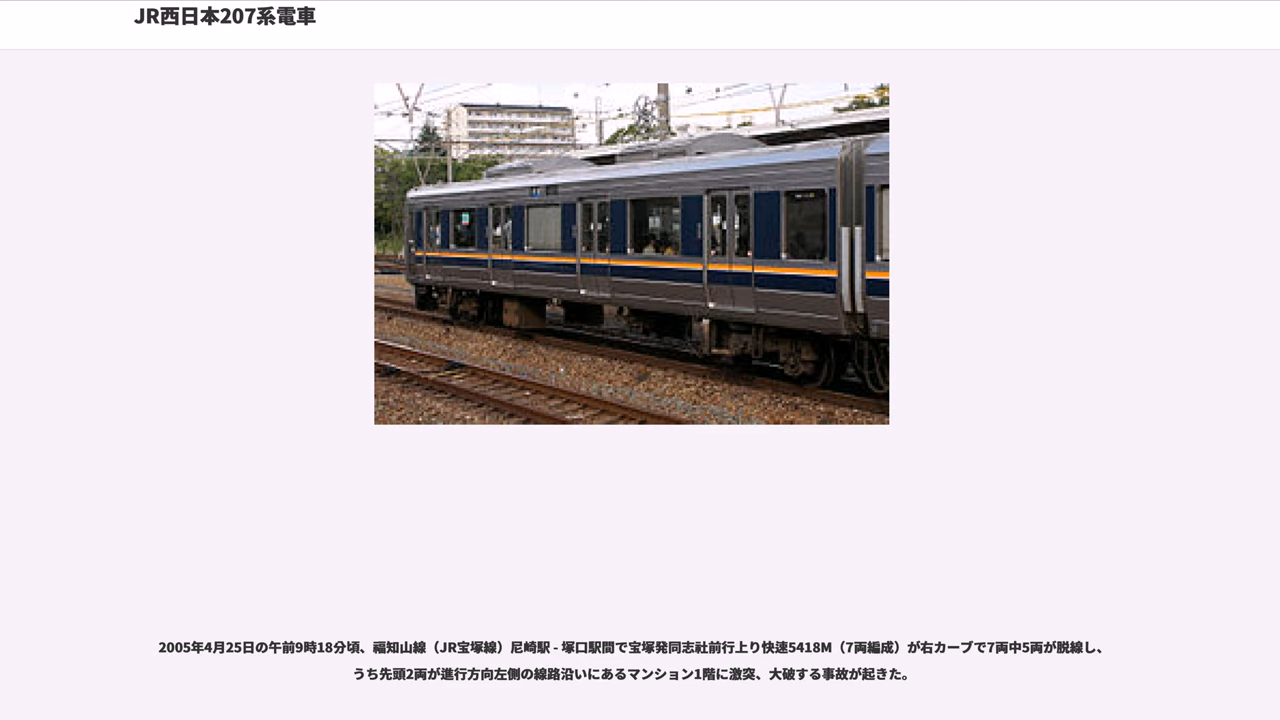 JR西日本207系電車
2005年4月25日の午前9時18分頃、福知山線（JR宝塚線）尼崎駅 - 塚口駅間で宝塚発同志社前行上り快速5418M（7両編成）が右カーブで7両中5両が脱線し、
うち先頭2両が進行方向左側の線路沿いにあるマンション1階に激突、大破する事故が起きた。